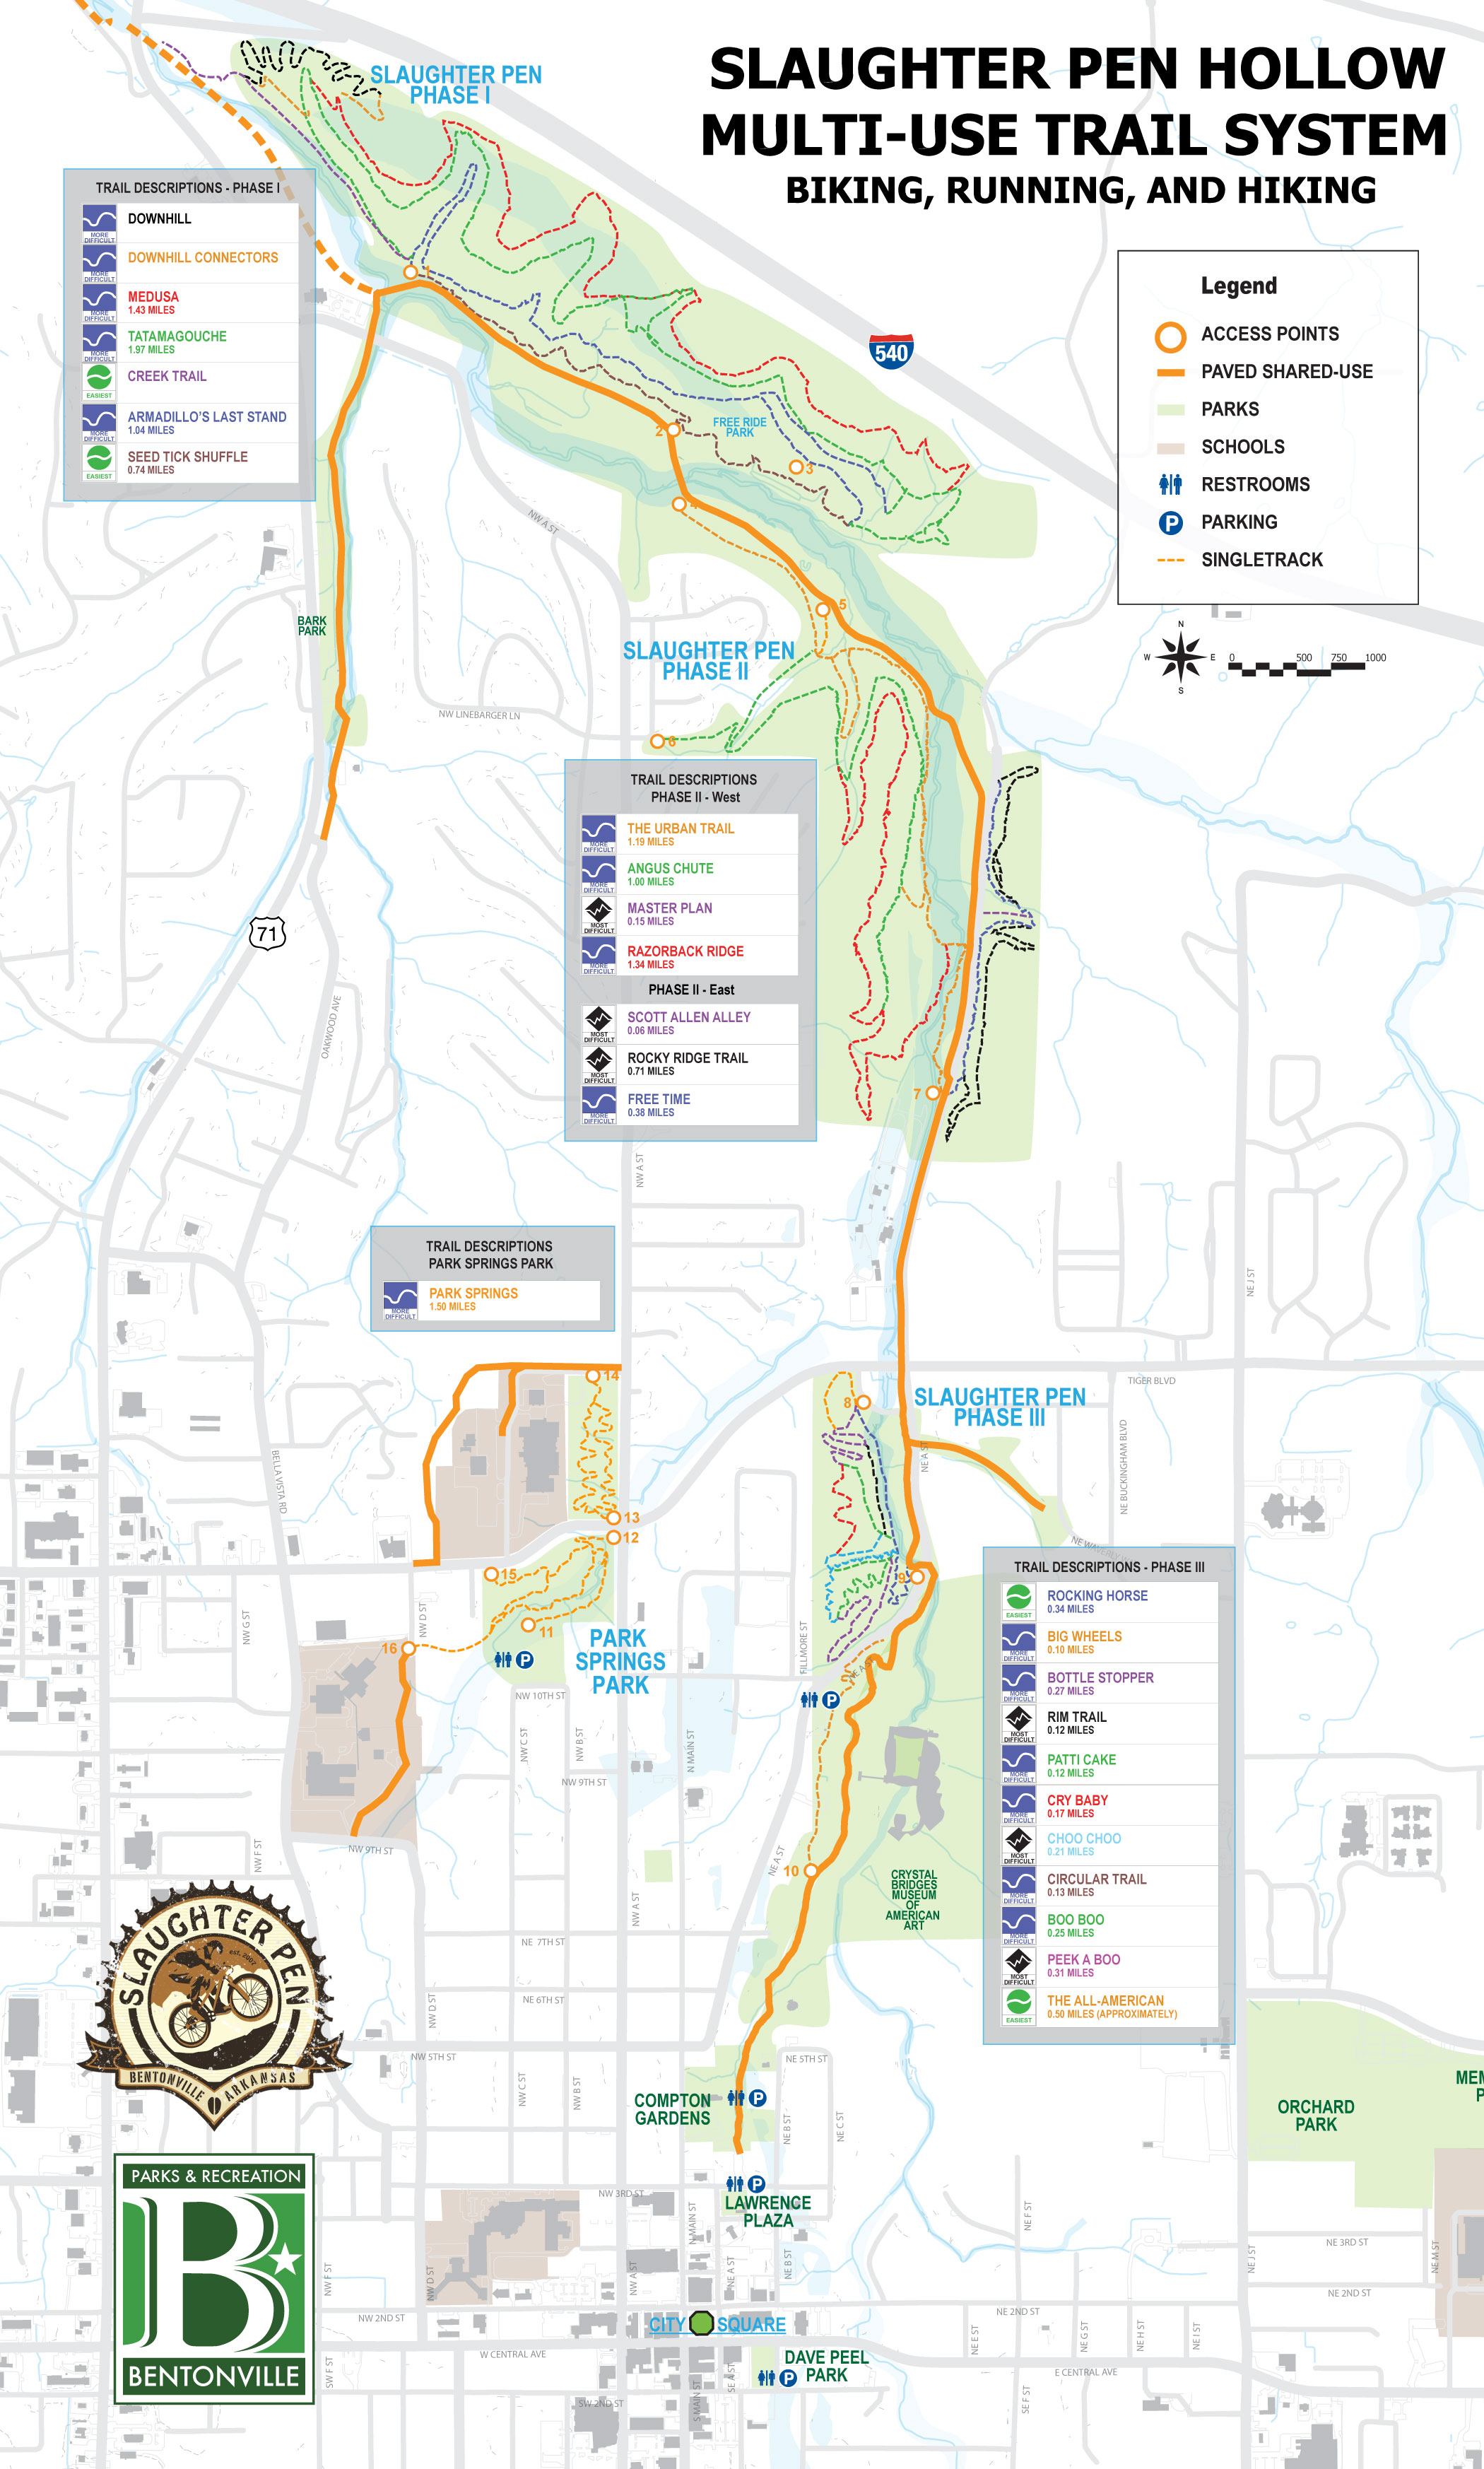 SLAUGHTER PEN HOLLOW
MULTI-USE TRAIL SYSTEM
BIKING, RUNNING, AND HIKING
SLAUGHTER PEN
PHASE I
TRAIL DESCRIPTIONS - PHASE I
DOWNHILL
MORE DIFFICULT
DOWNHILL CONNECTORS
MORE DIFFICULT
MEDUSA
1.43 MILES
MORE DIFFICULT
TATAMAGOUCHE
1.97 MILES
MORE DIFFICULT
CREEK TRAIL
EASIEST
ARMADILLO'S LAST STAND
1.04 MILES
MORE DIFFICULT
SEED TICK SHUFFLE
0.74 MILES
EASIEST
Legend
ACCESS POINTS
PAVED SHARED-USE
PARKS
SCHOOLS
RESTROOMS
P PARKING
SINGLETRACK
N
W E
S
0 500 750 1000
540
1
2
FREE RIDE
PARK
3
4
NW A ST
5
BARK
PARK
SLAUGHTER PEN
PHASE II
NW LINEBARGER LN
6
TRAIL DESCRIPTIONS
PHASE II - West
THE URBAN TRAIL
1.19 MILES
MORE DIFFICULT
ANGUS CHUTE
1.00 MILES
MORE DIFFICULT
MASTER PLAN
0.15 MILES
MOST DIFFICULT
RAZORBACK RIDGE
1.34 MILES
MORE DIFFICULT
PHASE II - East
SCOTT ALLEN ALLEY
0.06 MILES
MOST DIFFICULT
ROCKY RIDGE TRAIL
0.71 MILES
MOST DIFFICULT
FREE TIME
0.38 MILES
MORE DIFFICULT
71
OAKWOOD AVE
7
NW A ST
NE J ST
TRAIL DESCRIPTIONS
PARK SPRINGS PARK
PARK SPRINGS
1.50 MILES
MORE DIFFICULT
14
TIGER BLVD
8
SLAUGHTER PEN
PHASE III
NE A ST
NE BUCKINGHAM BLVD
BELLA VISTA RD
13
12
15
9
11
16
NW G ST
NW D ST
PARK
SPRINGS
PARK
P
FILLMORE ST
NE A ST
P
NW 10TH ST
NW C ST
NW B ST
N MAIN ST
NW 9TH ST
NW 9TH ST
NW F ST
NE A ST
10
CRYSTAL
BRIDGES
MUSEUM
OF
AMERICAN
ART
TRAIL DESCRIPTIONS - PHASE III
ROCKING HORSE
0.34 MILES
EASIEST
BIG WHEELS
0.10 MILES
MORE DIFFICULT
BOTTLE STOPPER
0.27 MILES
MORE DIFFICULT
RIM TRAIL
0.12 MILES
MOST DIFFICULT
PATTI CAKE
0.12 MILES
MORE DIFFICULT
CRY BABY
0.17 MILES
MORE DIFFICULT
CHOO CHOO
0.21 MILES
MOST DIFFICULT
CIRCULAR TRAIL
0.13 MILES
MORE DIFFICULT
BOO BOO
0.25 MILES
MORE DIFFICULT
PEEK A BOO
0.31 MILES
MOST DIFFICULT
THE ALL-AMERICAN
0.50 MILES (APPROXIMATELY)
EASIEST
NW A ST
NE 7TH ST
NE 6TH ST
NW D ST
NW 5TH ST
NE 5TH ST
NW C ST
NW B ST
SLAUGHTER PEN
BENTONVILLE ARKANSAS
COMPTON
GARDENS
P
NE B ST
NE C ST
ORCHARD
PARK
MEM
P
PARKS & RECREATION
B
BENTONVILLE
P
LAWRENCE
PLAZA
NW 3RD ST
N MAIN ST
NE F ST
NE 3RD ST
NE J ST
NE M ST
NW F ST
NW D ST
NW A ST
NE A ST
NE B ST
NE 2ND ST
NW 2ND ST
CITY SQUARE
NE 2ND ST
NE E ST
NE G ST
NE H ST
NE I ST
W CENTRAL AVE
DAVE PEEL
PARK
P
E CENTRAL AVE
SW F ST
SE A ST
S MAIN ST
SW 2ND ST
SE F ST